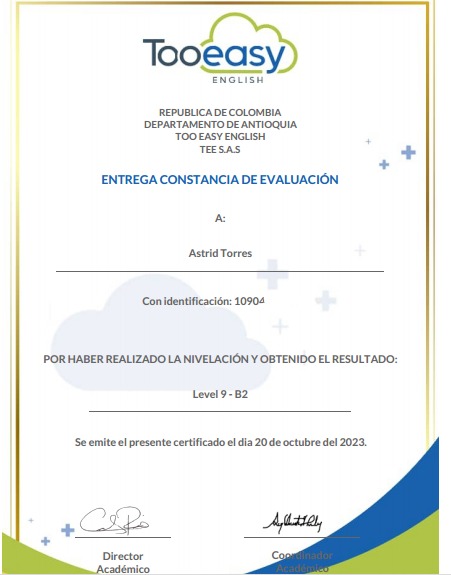 Tooeasy
ENGLISH
REPUBLICA DE COLOMBIA
DEPARTAMENTO DE ANTIOQUIA
TOO EASY ENGLISH
TEE S.A.S
ENTREGA CONSTANCIA DE EVALUACIÓN
A:
Astrid Torres
Con identificación: 10904
POR HABER REALIZADO LA NIVELACIÓN Y OBTENIDO EL RESULTADO:
Level 9 - B2
Se emite el presente certificado el dia 20 de octubre del 2023.
Director Coordinador
Académico Académico